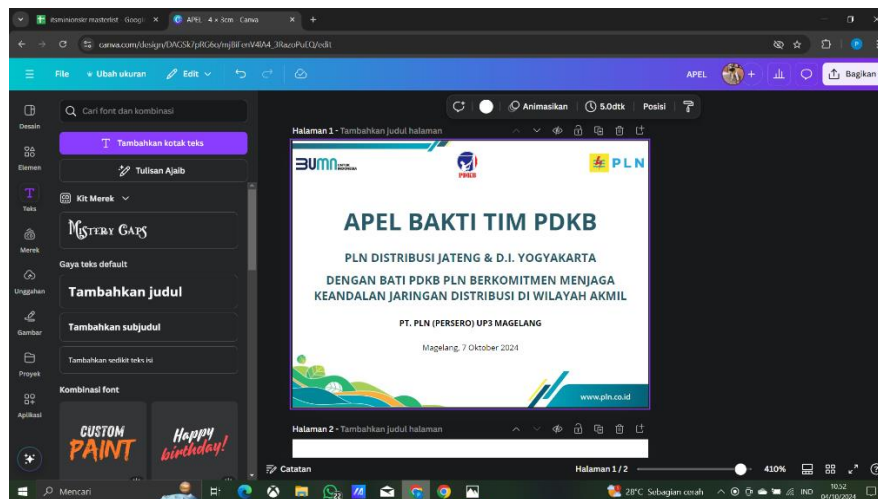 itsminionskr masterlist - Googl
APEL - 4 × 3cm - Canva
canva.com/design/DAGSk7pRG6o/mjBiFenV4lA4_3RazoPuEQ/edit
File
Ubah ukuran
Edit
APEL
Bagikan
Desain
Elemen
Teks
Merek
Unggahan
Gambar
Proyek
Aplikasi
Cari font dan kombinasi
Tambahkan kotak teks
Tulisan Ajaib
Kit Merek
Mystery Gaps
Gaya teks default
Tambahkan judul
Tambahkan subjudul
Tambahkan sedikit teks isi
Kombinasi font
CUSTOM
PAINT
Happy
birthday!
Animasikan
5.0dtk
Posisi
Halaman 1 - Tambahkan judul halaman
BUMN UNTUK
INDONESIA
PDKB
PLN
APEL BAKTI TIM PDKB
PLN DISTRIBUSI JATENG & D.I. YOGYAKARTA
DENGAN BATI PDKB PLN BERKOMITMEN MENJAGA
KEANDALAN JARINGAN DISTRIBUSI DI WILAYAH AKMIL
PT. PLN (PERSERO) UP3 MAGELANG
Magelang, 7 Oktober 2024
www.pln.co.id
Halaman 2 - Tambahkan judul halaman
Catatan
Halaman 1 / 2
410%
Mencari
28°C Sebagian cerah
IND
10:52
04/10/2024